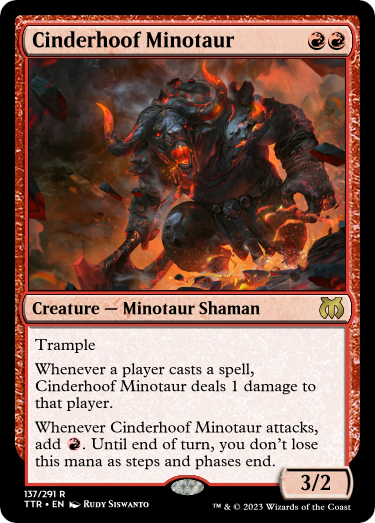 Cinderhoof Minotaur
Creature — Minotaur Shaman
Trample
Whenever a player casts a spell,
Cinderhoof Minotaur deals 1 damage to
that player.
Whenever Cinderhoof Minotaur attacks,
add . Until end of turn, you don't lose
this mana as steps and phases end.
3/2
137/291 R
TTR • EN Rudy Siswanto
™ & © 2023 Wizards of the Coast